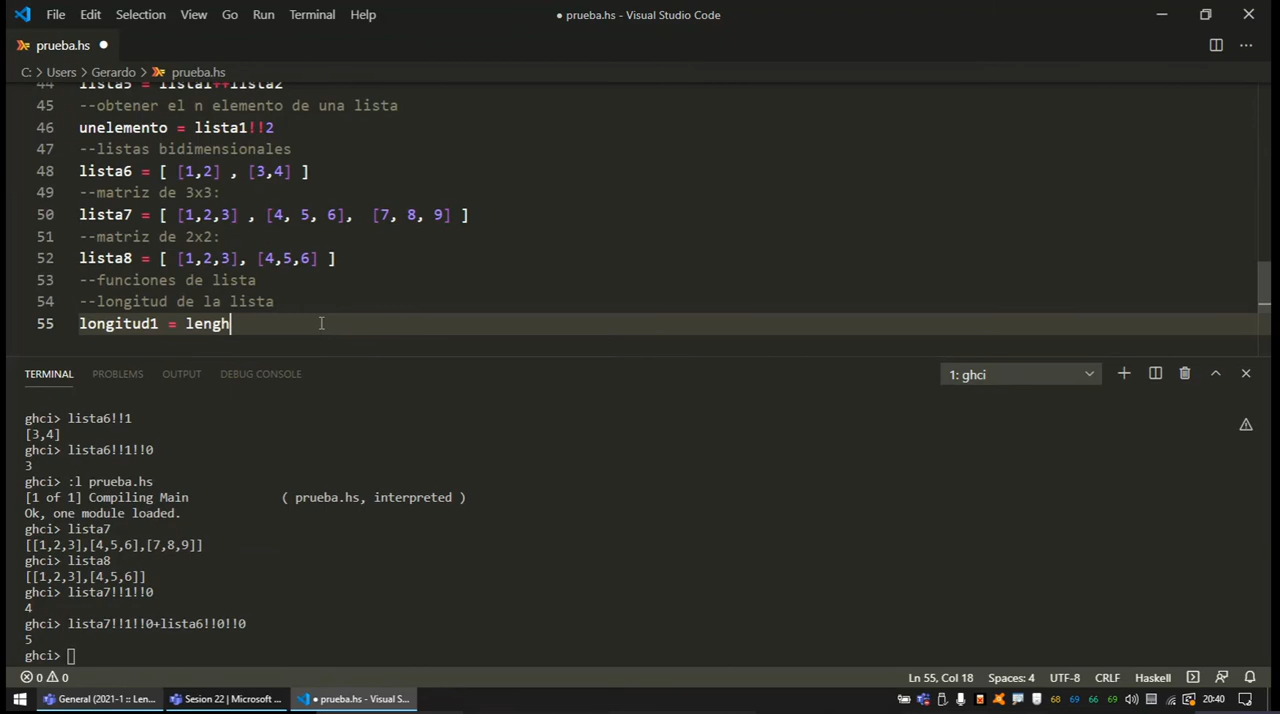 File Edit Selection View Go Run Terminal Help ● prueba.hs - Visual Studio Code
prueba.hs ●
C: > Users > Gerardo > prueba.hs
44 lista5 = lista1++lista2
45 --obtener el n elemento de una lista
46 unelemento = lista1!!2
47 --listas bidimensionales
48 lista6 = [ [1,2] , [3,4] ]
49 --matriz de 3x3:
50 lista7 = [ [1,2,3] , [4, 5, 6], [7, 8, 9] ]
51 --matriz de 2x2:
52 lista8 = [ [1,2,3], [4,5,6] ]
53 --funciones de lista
54 --longitud de la lista
55 longitud1 = lengh
TERMINAL PROBLEMS OUTPUT DEBUG CONSOLE 1: ghci
ghci> lista6!!1
[3,4]
ghci> lista6!!1!!0
3
ghci> :l prueba.hs
[1 of 1] Compiling Main ( prueba.hs, interpreted )
Ok, one module loaded.
ghci> lista7
[[1,2,3],[4,5,6],[7,8,9]]
ghci> lista8
[[1,2,3],[4,5,6]]
ghci> lista7!!1!!0
4
ghci> lista7!!1!!0+lista6!!0!!0
5
ghci>
0 0 Ln 55, Col 18 Spaces: 4 UTF-8 CRLF Haskell
General (2021-1 :: Len... Sesion 22 | Microsoft ... ● prueba.hs - Visual S... 68 69 66 69 20:40